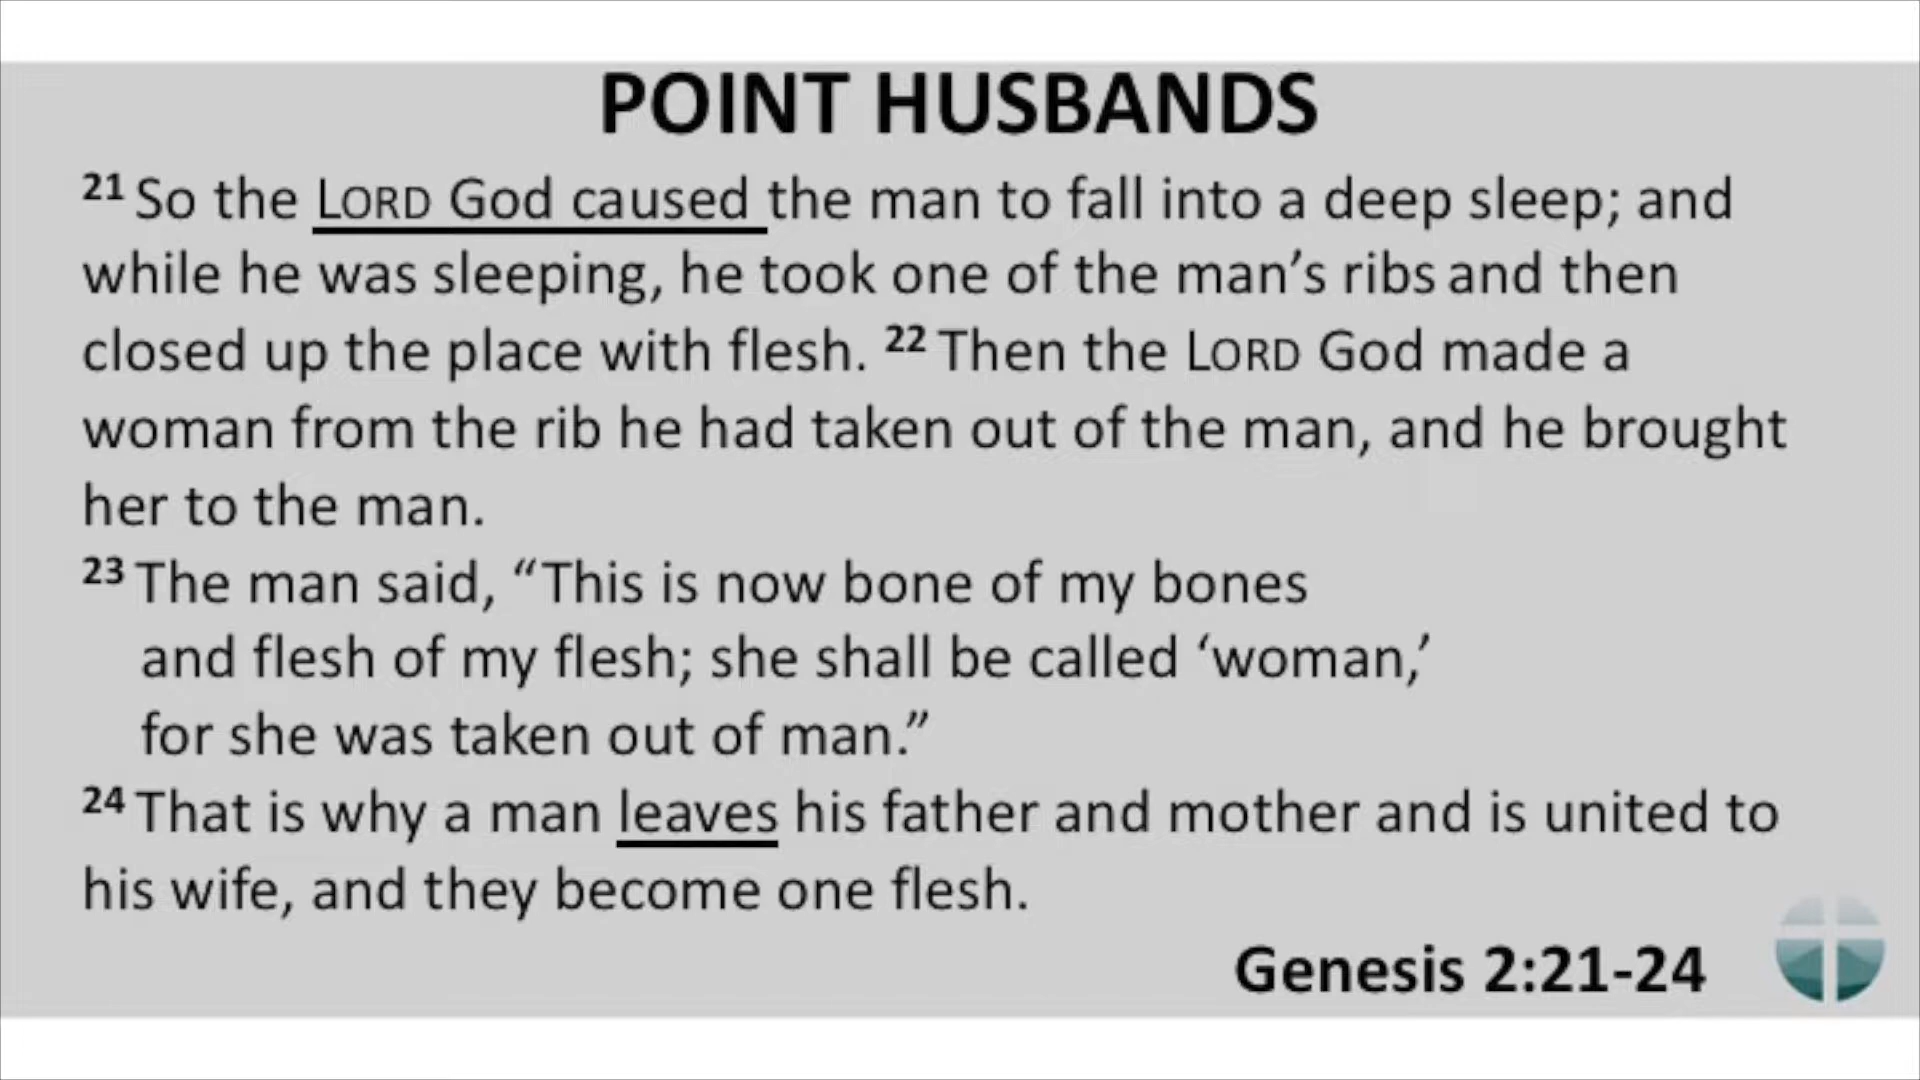 POINT HUSBANDS
21 So the LORD God caused the man to fall into a deep sleep; and
while he was sleeping, he took one of the man’s ribs and then
closed up the place with flesh. 22 Then the LORD God made a
woman from the rib he had taken out of the man, and he brought
her to the man.
23 The man said, “This is now bone of my bones
and flesh of my flesh; she shall be called ‘woman,’
for she was taken out of man.”
24 That is why a man leaves his father and mother and is united to
his wife, and they become one flesh.
Genesis 2:21-24